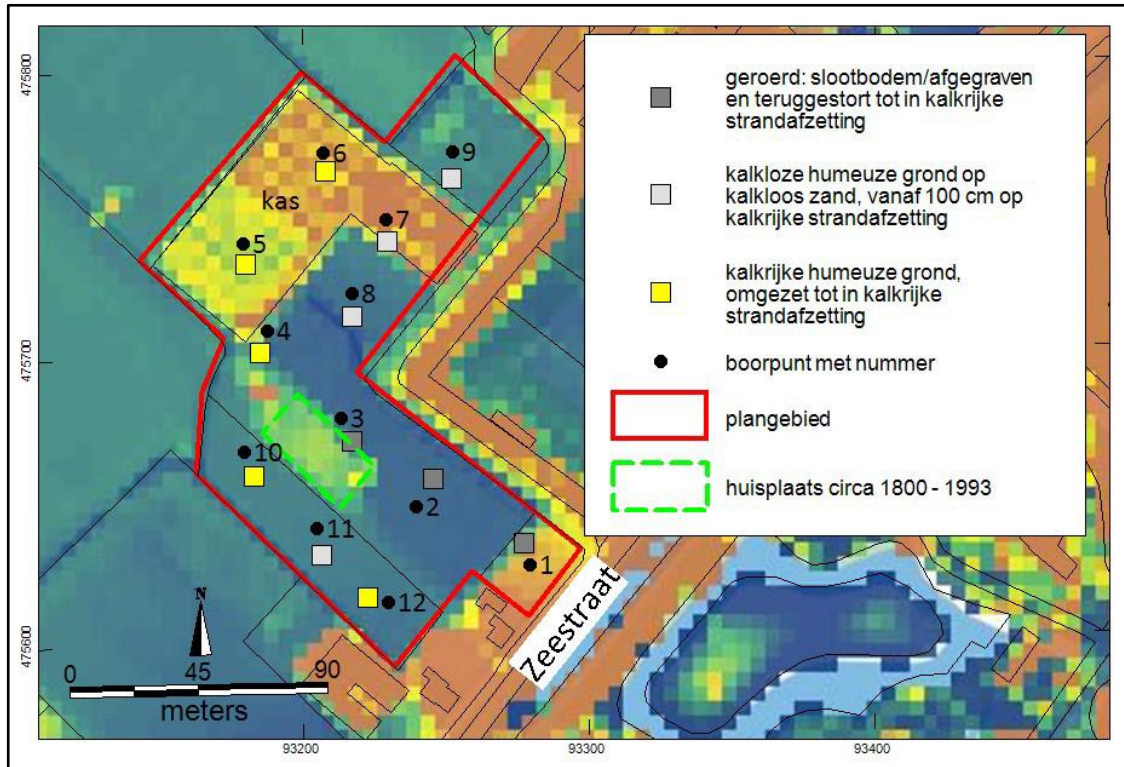 475800
475700
475600
93200
93300
93400
6
9
kas
7
5
8
4
3
10
2
11
1
12
N
0
45
90
meters
Zeestraat
geroerd: slootbodem/afgegraven
en teruggestort tot in kalkrijke
strandafzetting
kalkloze humeuze grond op
kalkloos zand, vanaf 100 cm op
kalkrijke strandafzetting
kalkrijke humeuze grond,
omgezet tot in kalkrijke
strandafzetting
boorpunt met nummer
plangebied
huisplaats circa 1800 - 1993